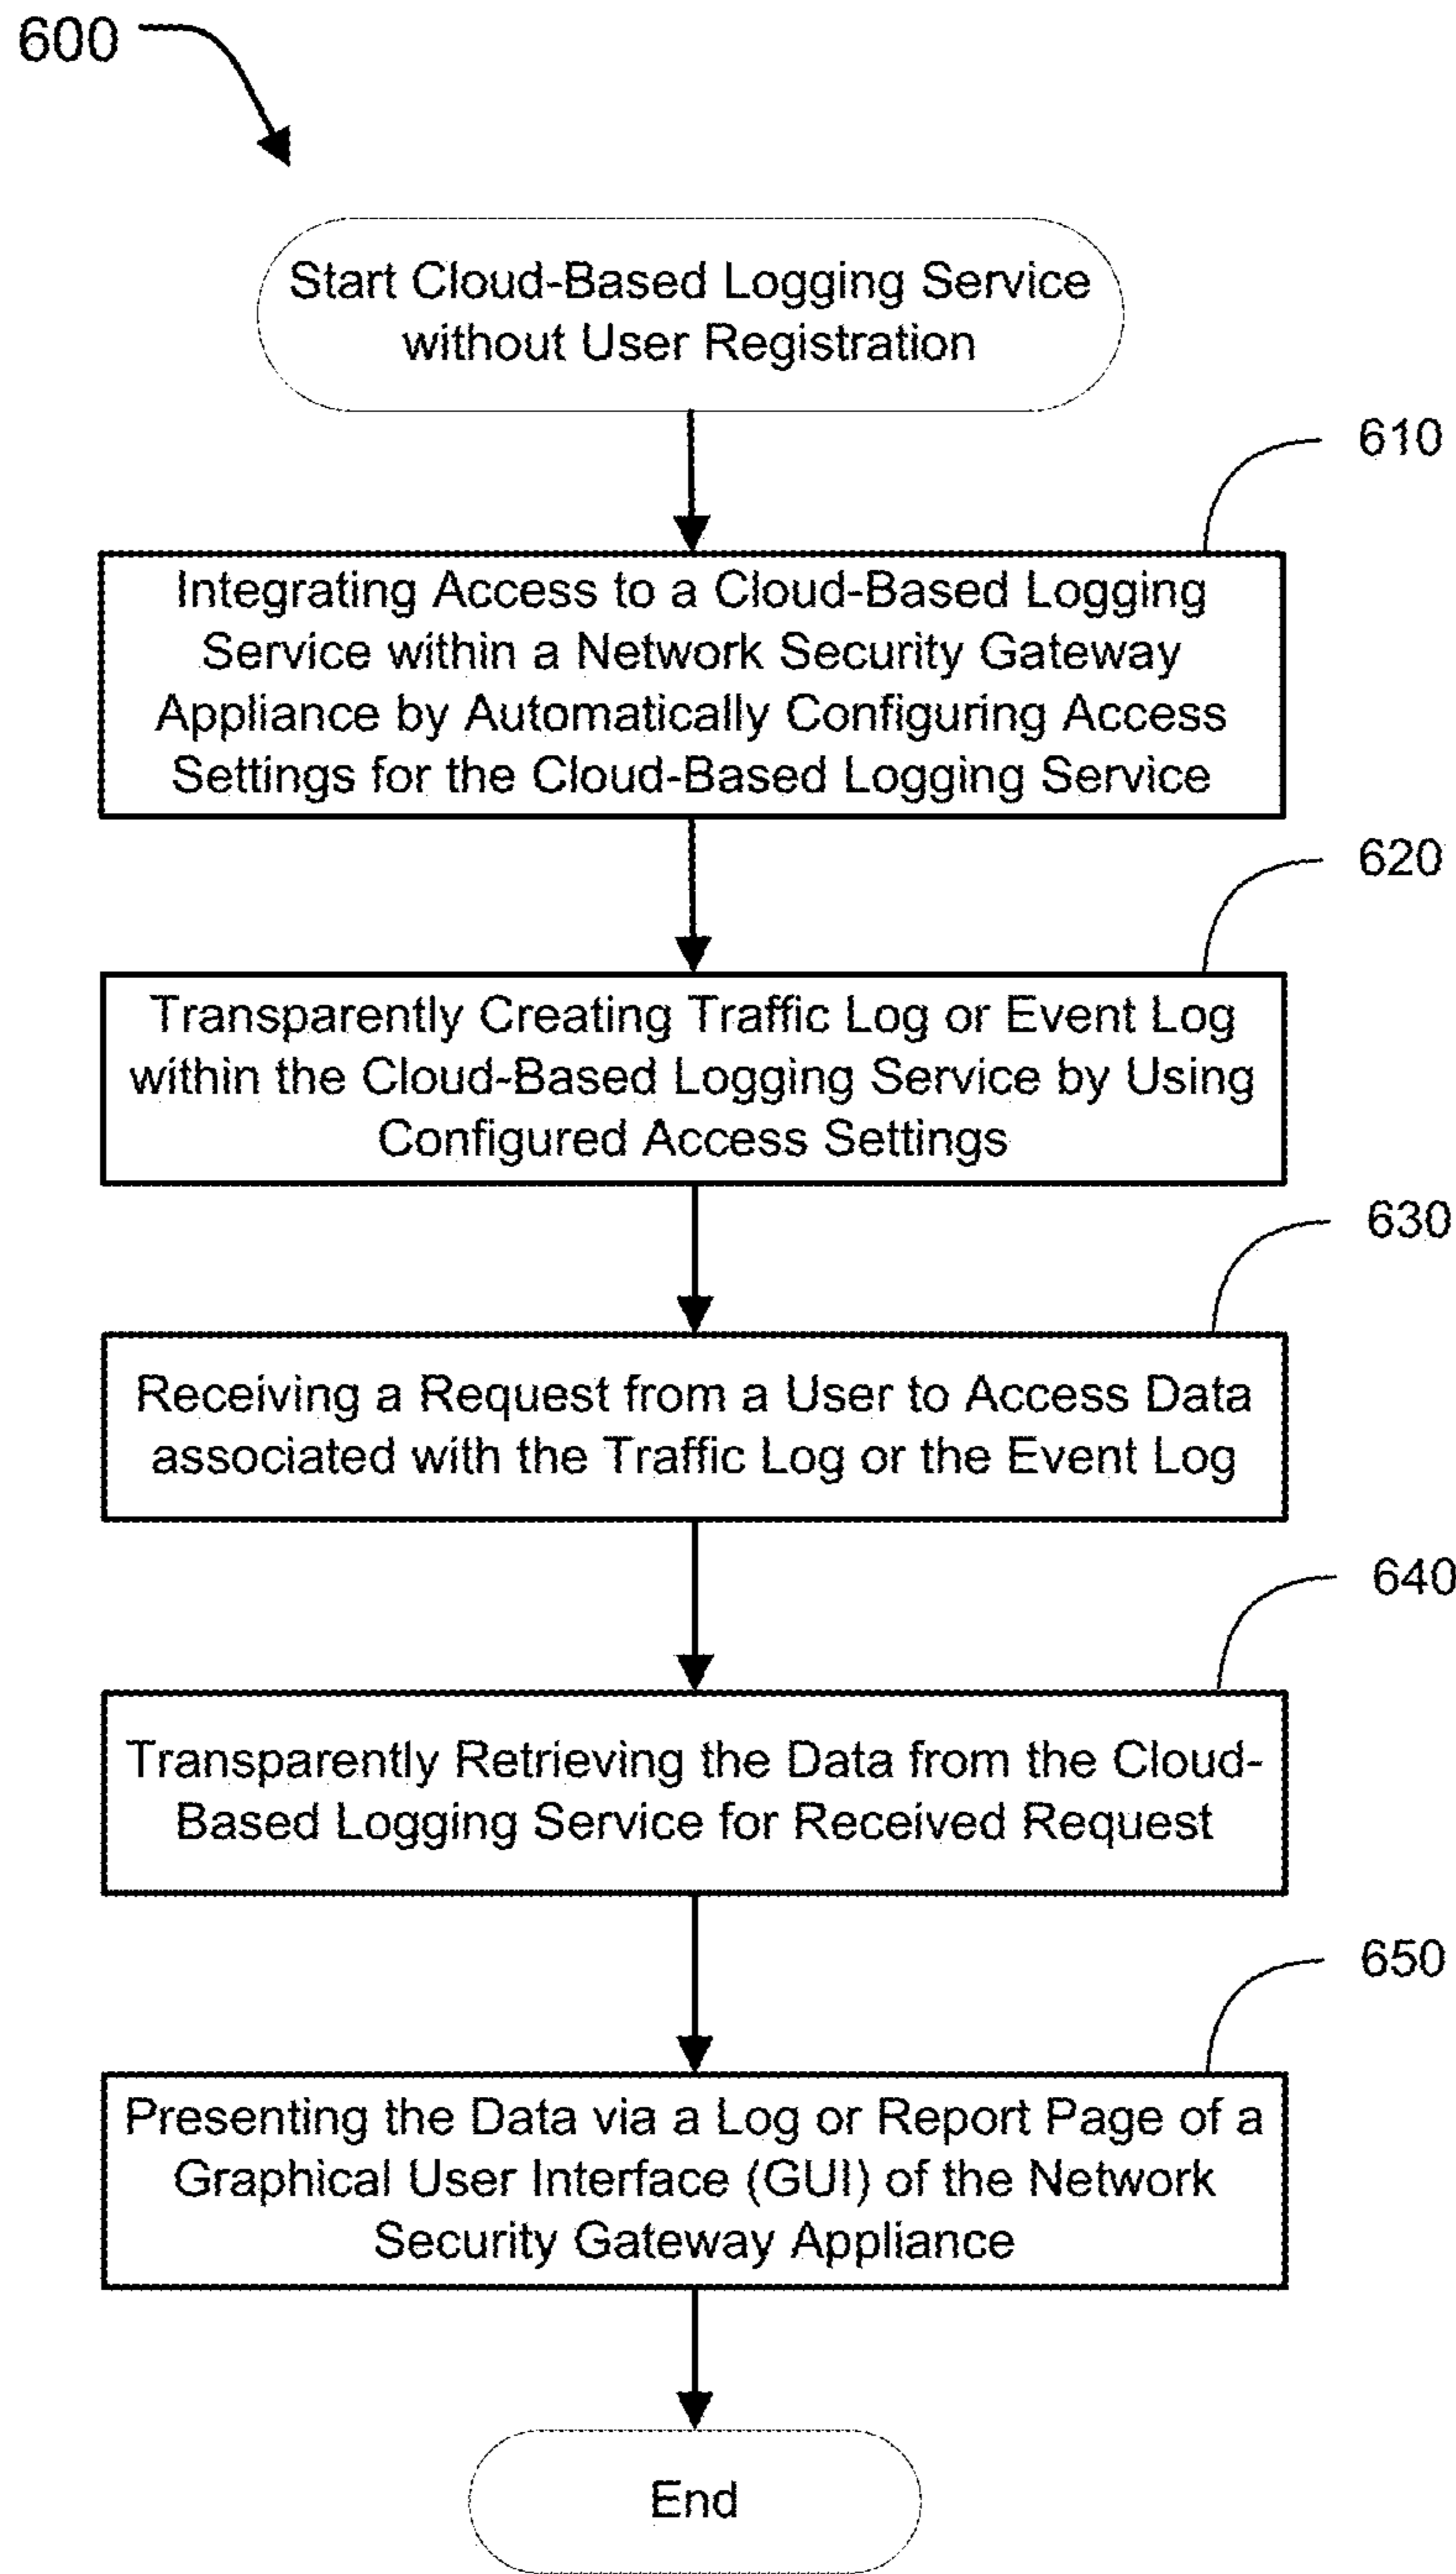 600
Start Cloud-Based Logging Service
without User Registration
610
Integrating Access to a Cloud-Based Logging
Service within a Network Security Gateway
Appliance by Automatically Configuring Access
Settings for the Cloud-Based Logging Service
620
Transparently Creating Traffic Log or Event Log
within the Cloud-Based Logging Service by Using
Configured Access Settings
630
Receiving a Request from a User to Access Data
associated with the Traffic Log or the Event Log
640
Transparently Retrieving the Data from the Cloud-
Based Logging Service for Received Request
650
Presenting the Data via a Log or Report Page of a
Graphical User Interface (GUI) of the Network
Security Gateway Appliance
End